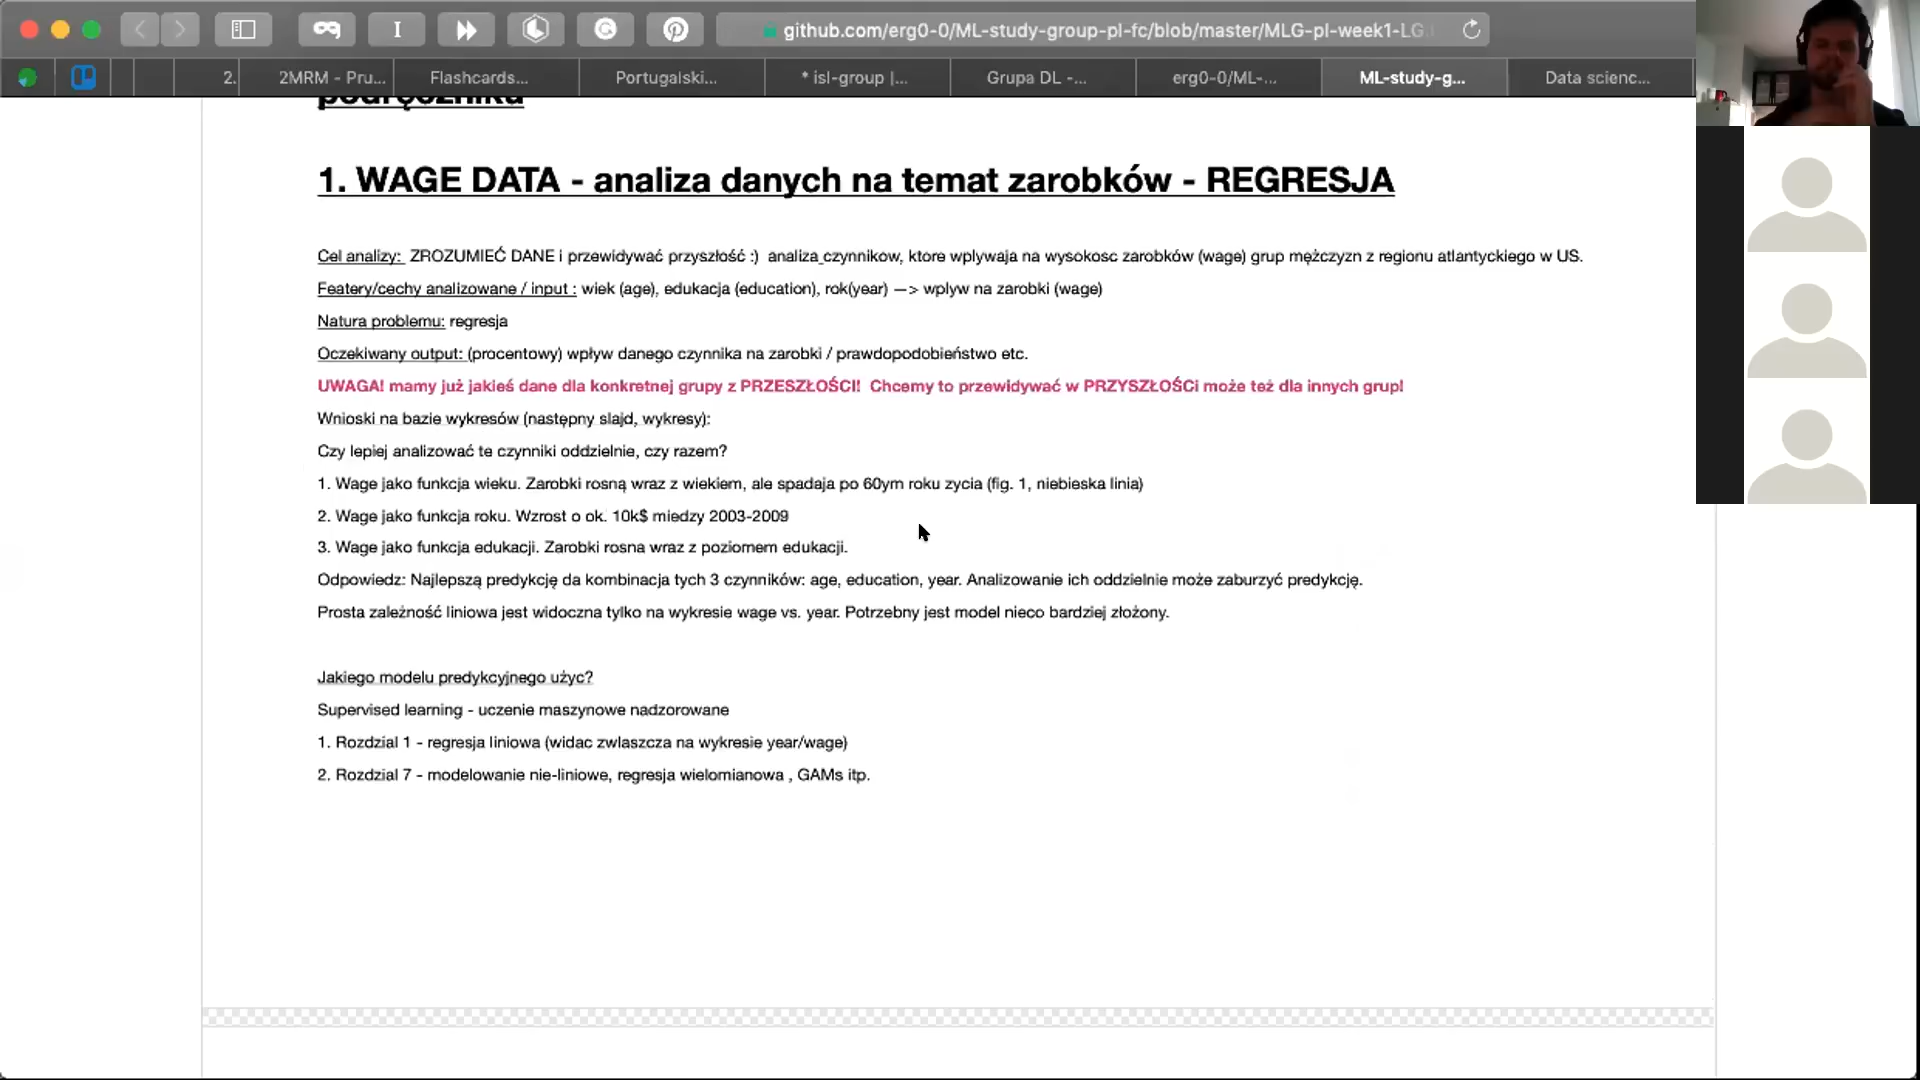 I
github.com/erg0-0/ML-study-group-pl-fc/blob/master/MLG-pl-week1-LG
2.
2MRM - Pru...
Flashcards...
Portugalski...
* isl-group |...
Grupa DL -...
erg0-0/ML-...
ML-study-g...
Data scienc...
podręcznika
1. WAGE DATA - analiza danych na temat zarobków - REGRESJA
Cel analizy: ZROZUMIEĆ DANE i przewidywać przyszłość :) analiza czynnikow, ktore wplywaja na wysokosc zarobków (wage) grup mężczyzn z regionu atlantyckiego w US.
Featery/cechy analizowane / input : wiek (age), edukacja (education), rok(year) —> wplyw na zarobki (wage)
Natura problemu: regresja
Oczekiwany output: (procentowy) wpływ danego czynnika na zarobki / prawdopodobieństwo etc.
UWAGA! mamy już jakieś dane dla konkretnej grupy z PRZESZŁOŚCI! Chcemy to przewidywać w PRZYSZŁOŚCi może też dla innych grup!
Wnioski na bazie wykresów (następny slajd, wykresy):
Czy lepiej analizować te czynniki oddzielnie, czy razem?
1. Wage jako funkcja wieku. Zarobki rosną wraz z wiekiem, ale spadaja po 60ym roku zycia (fig. 1, niebieska linia)
2. Wage jako funkcja roku. Wzrost o ok. 10k$ miedzy 2003-2009
3. Wage jako funkcja edukacji. Zarobki rosna wraz z poziomem edukacji.
Odpowiedz: Najlepszą predykcję da kombinacja tych 3 czynników: age, education, year. Analizowanie ich oddzielnie może zaburzyć predykcję.
Prosta zależność liniowa jest widoczna tylko na wykresie wage vs. year. Potrzebny jest model nieco bardziej złożony.
Jakiego modelu predykcyjnego użyc?
Supervised learning - uczenie maszynowe nadzorowane
1. Rozdzial 1 - regresja liniowa (widac zwlaszcza na wykresie year/wage)
2. Rozdzial 7 - modelowanie nie-liniowe, regresja wielomianowa , GAMs itp.